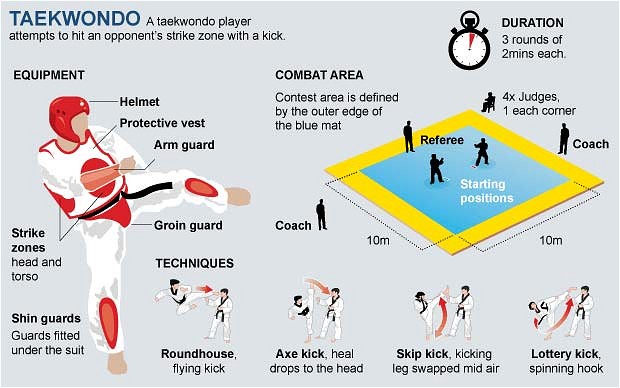 TAEKWONDO A taekwondo player
attempts to hit an opponent's strike zone with a kick.
DURATION
3 rounds of
2mins each.
EQUIPMENT
Helmet
Protective vest
Arm guard
Groin guard
Strike
zones
head and
torso
Shin guards
Guards fitted
under the suit
COMBAT AREA
Contest area is defined
by the outer edge of
the blue mat
4x Judges,
1 each corner
Referee
Coach
Starting
positions
Coach
10m
10m
TECHNIQUES
Roundhouse,
flying kick
Axe kick, heal
drops to the head
Skip kick, kicking
leg swapped mid air
Lottery kick,
spinning hook